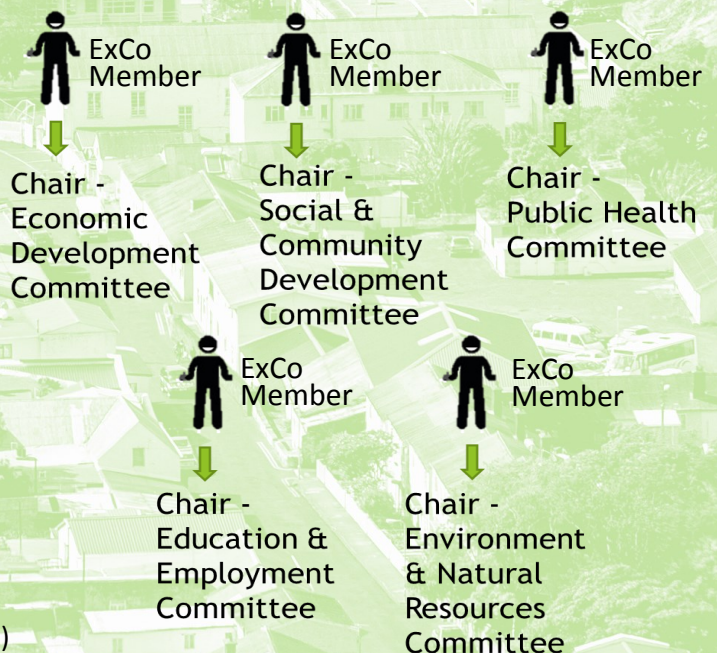 ExCo
Member
ExCo
Member
ExCo
Member
Chair -
Economic
Development
Committee
Chair -
Social &
Community
Development
Committee
Chair -
Public Health
Committee
ExCo
Member
ExCo
Member
Chair -
Education &
Employment
Committee
Chair -
Environment
& Natural
Resources
Committee
)